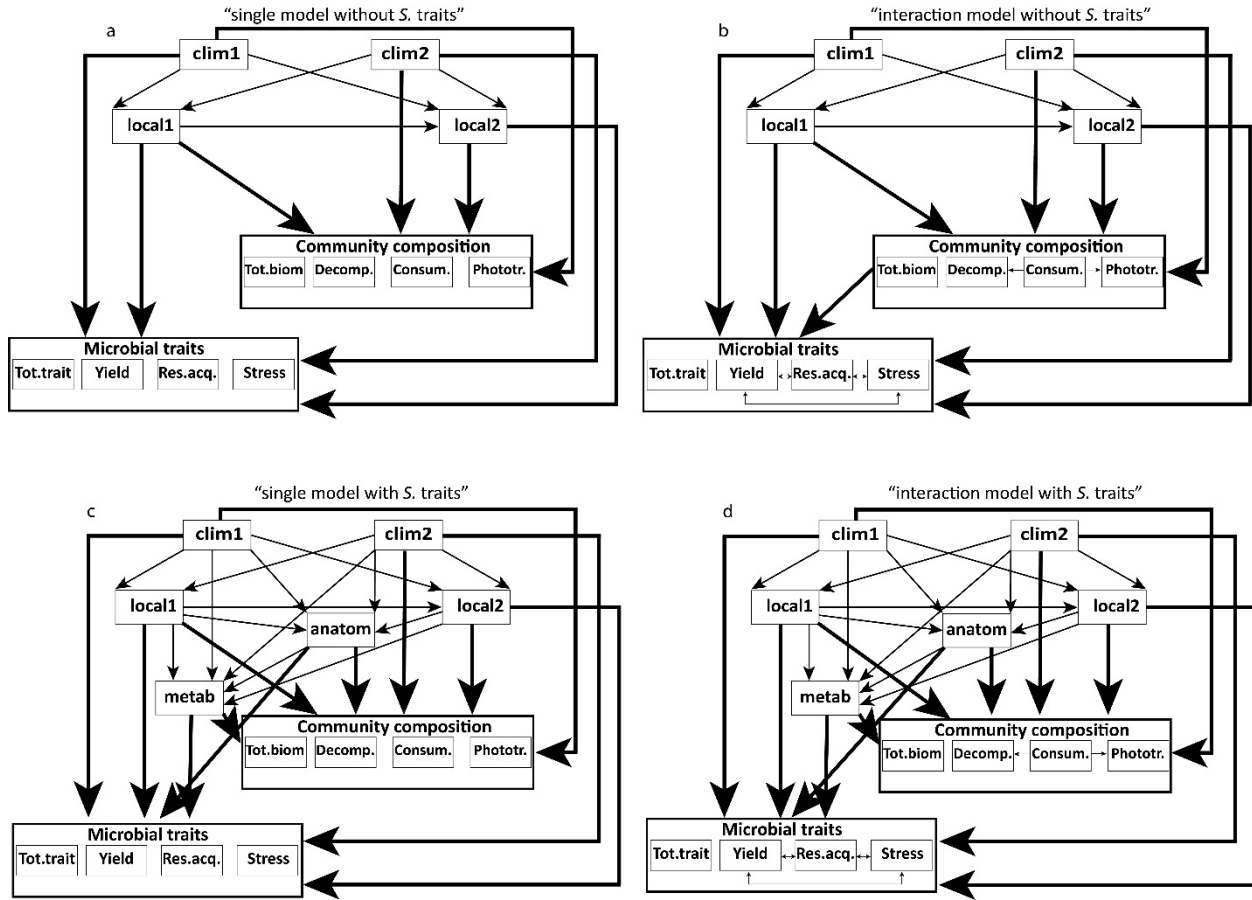 “single model without S. traits”
a
clim1
clim2
local1
local2
Community composition
Tot.biom Decomp. Consum. Phototr.
Microbial traits
Tot.trait Yield Res.acq. Stress
“interaction model without S. traits”
b
clim1
clim2
local1
local2
Community composition
Tot.biom Decomp. Consum. Phototr.
Microbial traits
Tot.trait Yield Res.acq. Stress
“single model with S. traits”
c
clim1
clim2
local1
local2
anatom
metab
Community composition
Tot.biom Decomp. Consum. Phototr.
Microbial traits
Tot.trait Yield Res.acq. Stress
“interaction model with S. traits”
d
clim1
clim2
local1
local2
anatom
metab
Community composition
Tot.biom Decomp. Consum. Phototr.
Microbial traits
Tot.trait Yield Res.acq. Stress